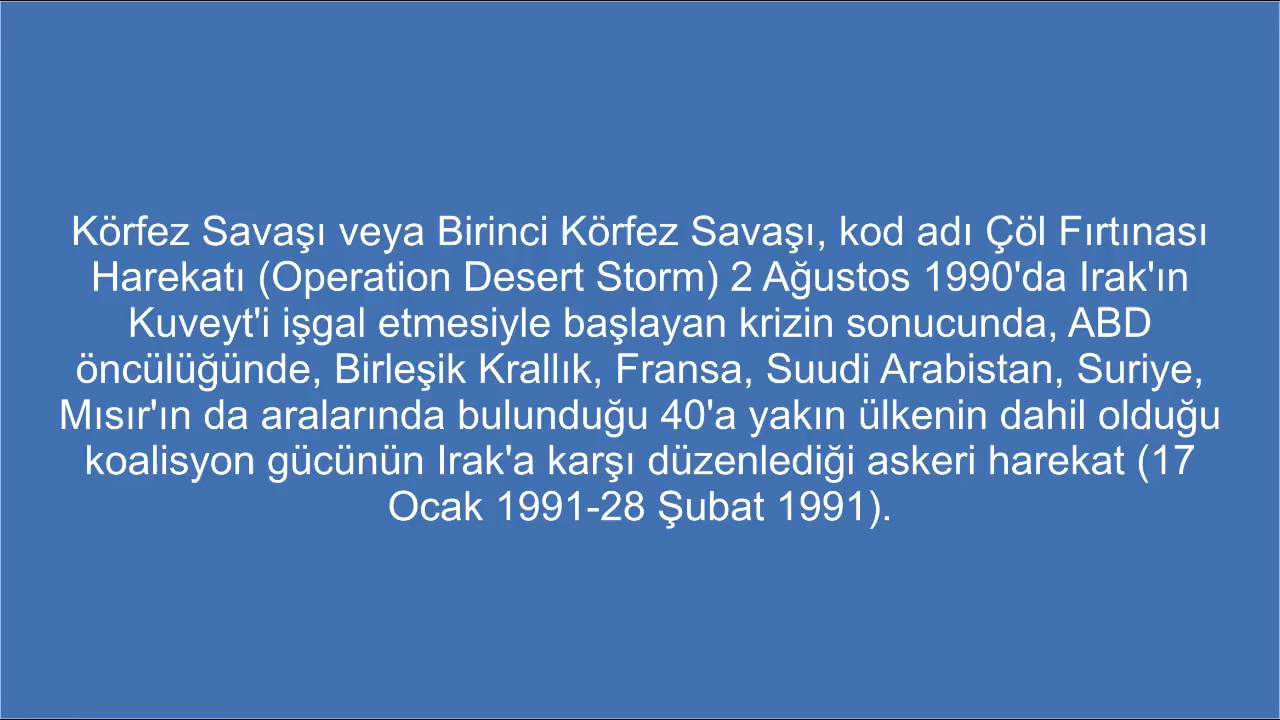 Körfez Savaşı veya Birinci Körfez Savaşı, kod adı Çöl Fırtınası
Harekatı (Operation Desert Storm) 2 Ağustos 1990'da Irak'ın
Kuveyt'i işgal etmesiyle başlayan krizin sonucunda, ABD
öncülüğünde, Birleşik Krallık, Fransa, Suudi Arabistan, Suriye,
Mısır'ın da aralarında bulunduğu 40'a yakın ülkenin dahil olduğu
koalisyon gücünün Irak'a karşı düzenlediği askeri harekat (17
Ocak 1991-28 Şubat 1991).